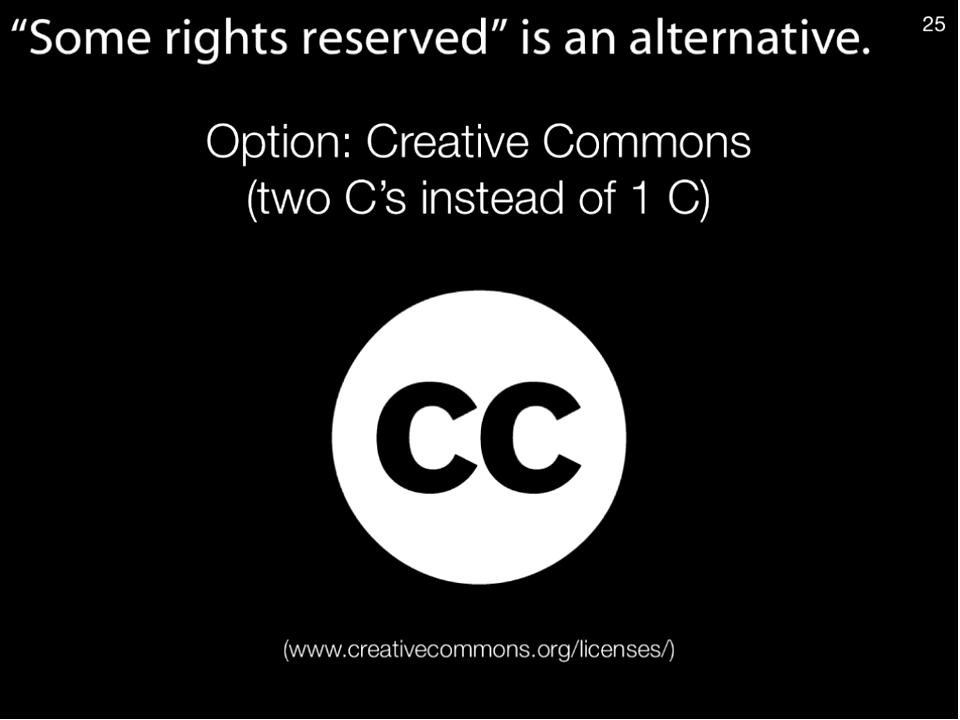 “Some rights reserved” is an alternative.
25
Option: Creative Commons
(two C’s instead of 1 C)
cc
(www.creativecommons.org/licenses/)